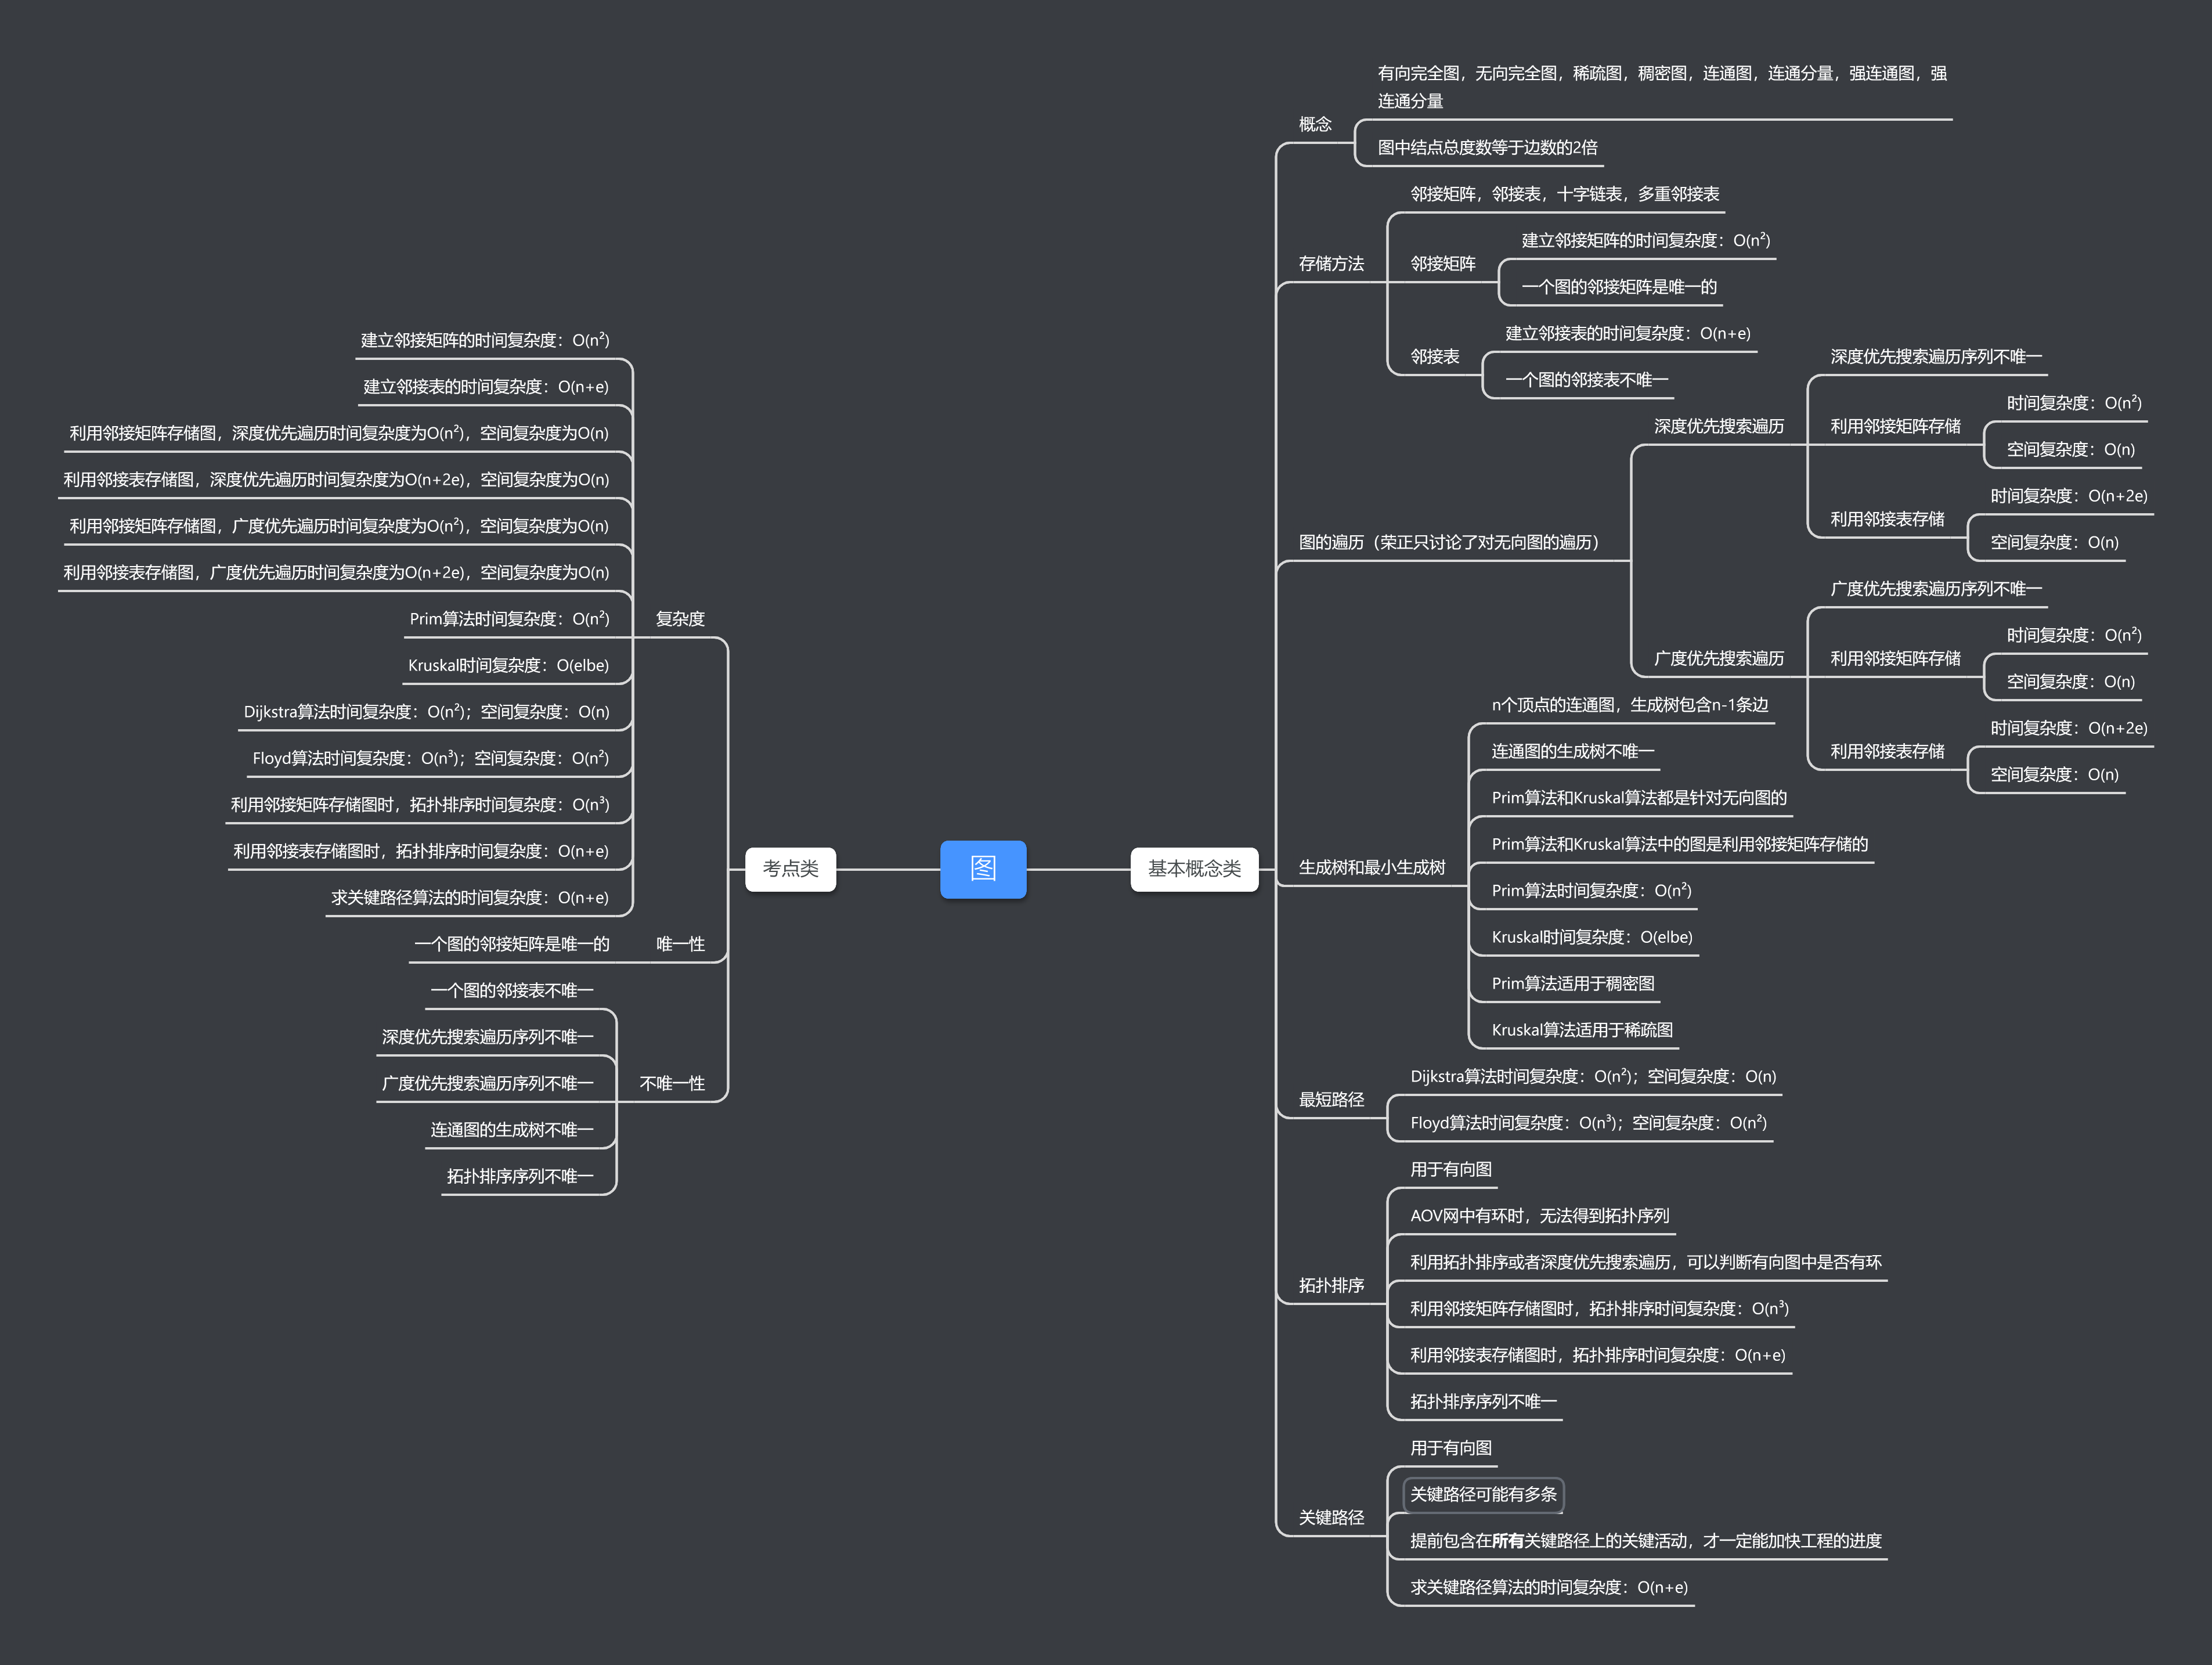 图
基本概念类
概念
有向完全图，无向完全图，稀疏图，稠密图，连通图，连通分量，强连通图，强
连通分量
图中结点总度数等于边数的2倍
存储方法
邻接矩阵，邻接表，十字链表，多重邻接表
邻接矩阵
建立邻接矩阵的时间复杂度：O(n²)
一个图的邻接矩阵是唯一的
邻接表
建立邻接表的时间复杂度：O(n+e)
一个图的邻接表不唯一
图的遍历（荣正只讨论了对无向图的遍历）
深度优先搜索遍历
深度优先搜索遍历序列不唯一
利用邻接矩阵存储
时间复杂度：O(n²)
空间复杂度：O(n)
利用邻接表存储
时间复杂度：O(n+2e)
空间复杂度：O(n)
广度优先搜索遍历
广度优先搜索遍历序列不唯一
利用邻接矩阵存储
时间复杂度：O(n²)
空间复杂度：O(n)
利用邻接表存储
时间复杂度：O(n+2e)
空间复杂度：O(n)
生成树和最小生成树
n个顶点的连通图，生成树包含n-1条边
连通图的生成树不唯一
Prim算法和Kruskal算法都是针对无向图的
Prim算法和Kruskal算法中的图是利用邻接矩阵存储的
Prim算法时间复杂度：O(n²)
Kruskal时间复杂度：O(elbe)
Prim算法适用于稠密图
Kruskal算法适用于稀疏图
最短路径
Dijkstra算法时间复杂度：O(n²)；空间复杂度：O(n)
Floyd算法时间复杂度：O(n³)；空间复杂度：O(n²)
拓扑排序
用于有向图
AOV网中有环时，无法得到拓扑序列
利用拓扑排序或者深度优先搜索遍历，可以判断有向图中是否有环
利用邻接矩阵存储图时，拓扑排序时间复杂度：O(n³)
利用邻接表存储图时，拓扑排序时间复杂度：O(n+e)
拓扑排序序列不唯一
关键路径
用于有向图
关键路径可能有多条
提前包含在所有关键路径上的关键活动，才一定能加快工程的进度
求关键路径算法的时间复杂度：O(n+e)
考点类
复杂度
建立邻接矩阵的时间复杂度：O(n²)
建立邻接表的时间复杂度：O(n+e)
利用邻接矩阵存储图，深度优先遍历时间复杂度为O(n²)，空间复杂度为O(n)
利用邻接表存储图，深度优先遍历时间复杂度为O(n+2e)，空间复杂度为O(n)
利用邻接矩阵存储图，广度优先遍历时间复杂度为O(n²)，空间复杂度为O(n)
利用邻接表存储图，广度优先遍历时间复杂度为O(n+2e)，空间复杂度为O(n)
Prim算法时间复杂度：O(n²)
Kruskal时间复杂度：O(elbe)
Dijkstra算法时间复杂度：O(n²)；空间复杂度：O(n)
Floyd算法时间复杂度：O(n³)；空间复杂度：O(n²)
利用邻接矩阵存储图时，拓扑排序时间复杂度：O(n³)
利用邻接表存储图时，拓扑排序时间复杂度：O(n+e)
求关键路径算法的时间复杂度：O(n+e)
唯一性
一个图的邻接矩阵是唯一的
不唯一性
一个图的邻接表不唯一
深度优先搜索遍历序列不唯一
广度优先搜索遍历序列不唯一
连通图的生成树不唯一
拓扑排序序列不唯一